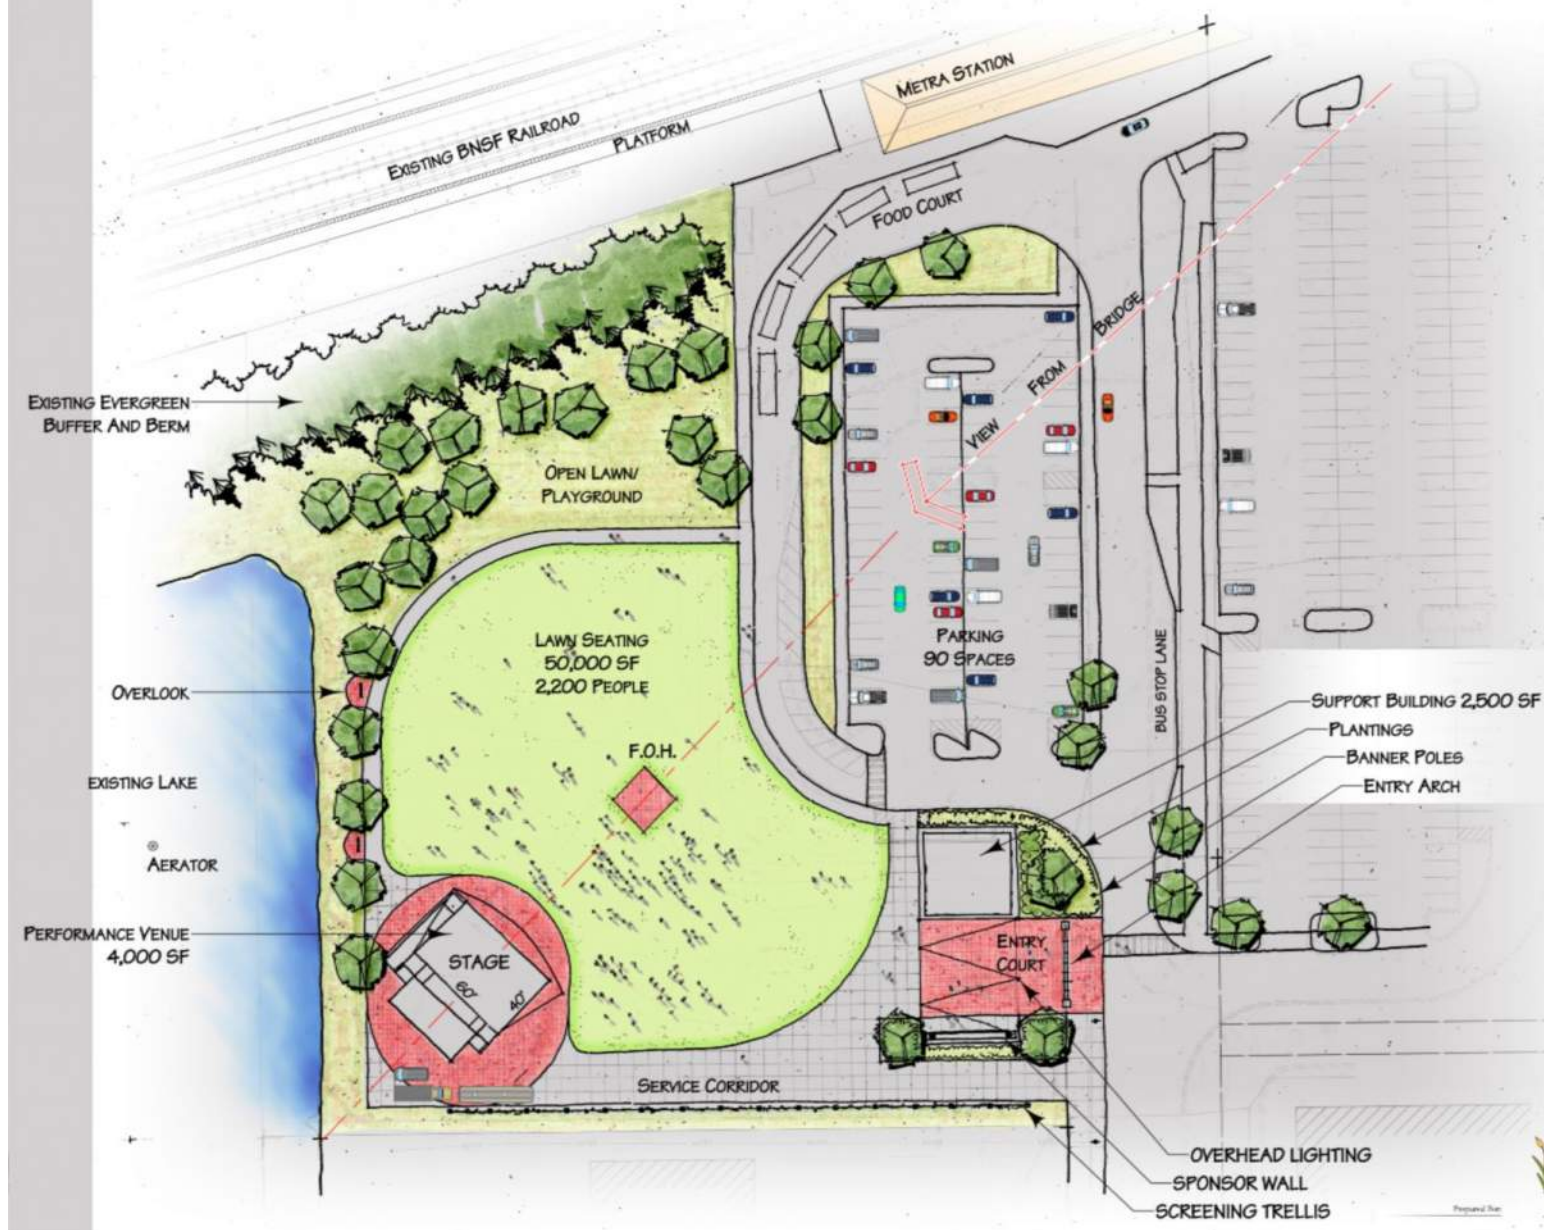 METRA STATION
EXISTING BNSF RAILROAD
PLATFORM
FOOD COURT
VIEW FROM BRIDGE
EXISTING EVERGREEN
BUFFER AND BERM
OPEN LAWN/
PLAYGROUND
LAWN SEATING
50,000 SF
2,200 PEOPLE
PARKING
90 SPACES
BUS STOP LANE
OVERLOOK
1
F.O.H.
SUPPORT BUILDING 2,500 SF
PLANTINGS
BANNER POLES
ENTRY ARCH
EXISTING LAKE
1
AERATOR
PERFORMANCE VENUE
4,000 SF
STAGE
60'
40'
ENTRY
COURT
SERVICE CORRIDOR
OVERHEAD LIGHTING
SPONSOR WALL
SCREENING TRELLIS